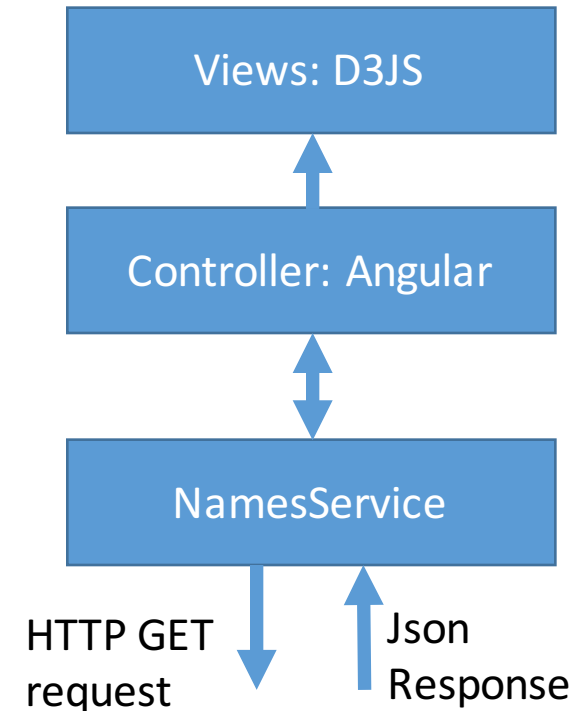 Views: D3JS
Controller: Angular
NamesService
HTTP GET
request
Json
Response